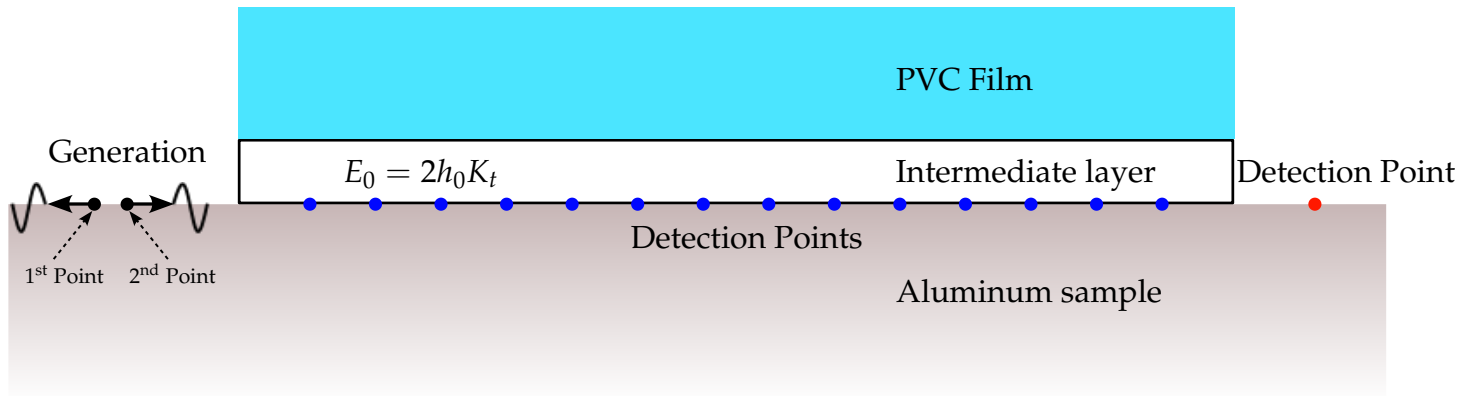 PVC Film
Generation
E₀ = 2h₀Kₜ
Intermediate layer
Detection Point
Detection Points
1ˢᵗ Point
2ⁿᵈ Point
Aluminum sample